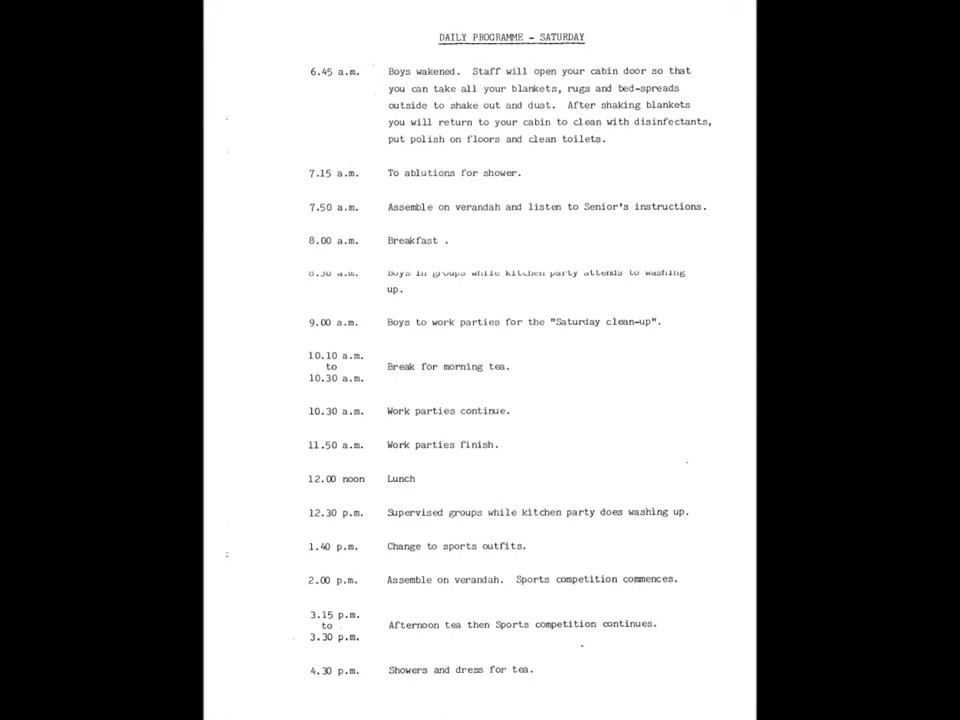 DAILY PROGRAMME - SATURDAY
6.45 a.m. Boys wakened. Staff will open your cabin door so that
you can take all your blankets, rugs and bed-spreads
outside to shake out and dust. After shaking blankets
you will return to your cabin to clean with disinfectants,
put polish on floors and clean toilets.
7.15 a.m. To ablutions for shower.
7.50 a.m. Assemble on verandah and listen to Senior's instructions.
8.00 a.m. Breakfast .
8.30 a.m. Boys in groups while kitchen party attends to washing
up.
9.00 a.m. Boys to work parties for the "Saturday clean-up".
10.10 a.m.
to
10.30 a.m.
Break for morning tea.
10.30 a.m. Work parties continue.
11.50 a.m. Work parties finish.
12.00 noon Lunch
12.30 p.m. Supervised groups while kitchen party does washing up.
1.40 p.m. Change to sports outfits.
2.00 p.m. Assemble on verandah. Sports competition commences.
3.15 p.m.
to
3.30 p.m.
Afternoon tea then Sports competition continues.
4.30 p.m. Showers and dress for tea.